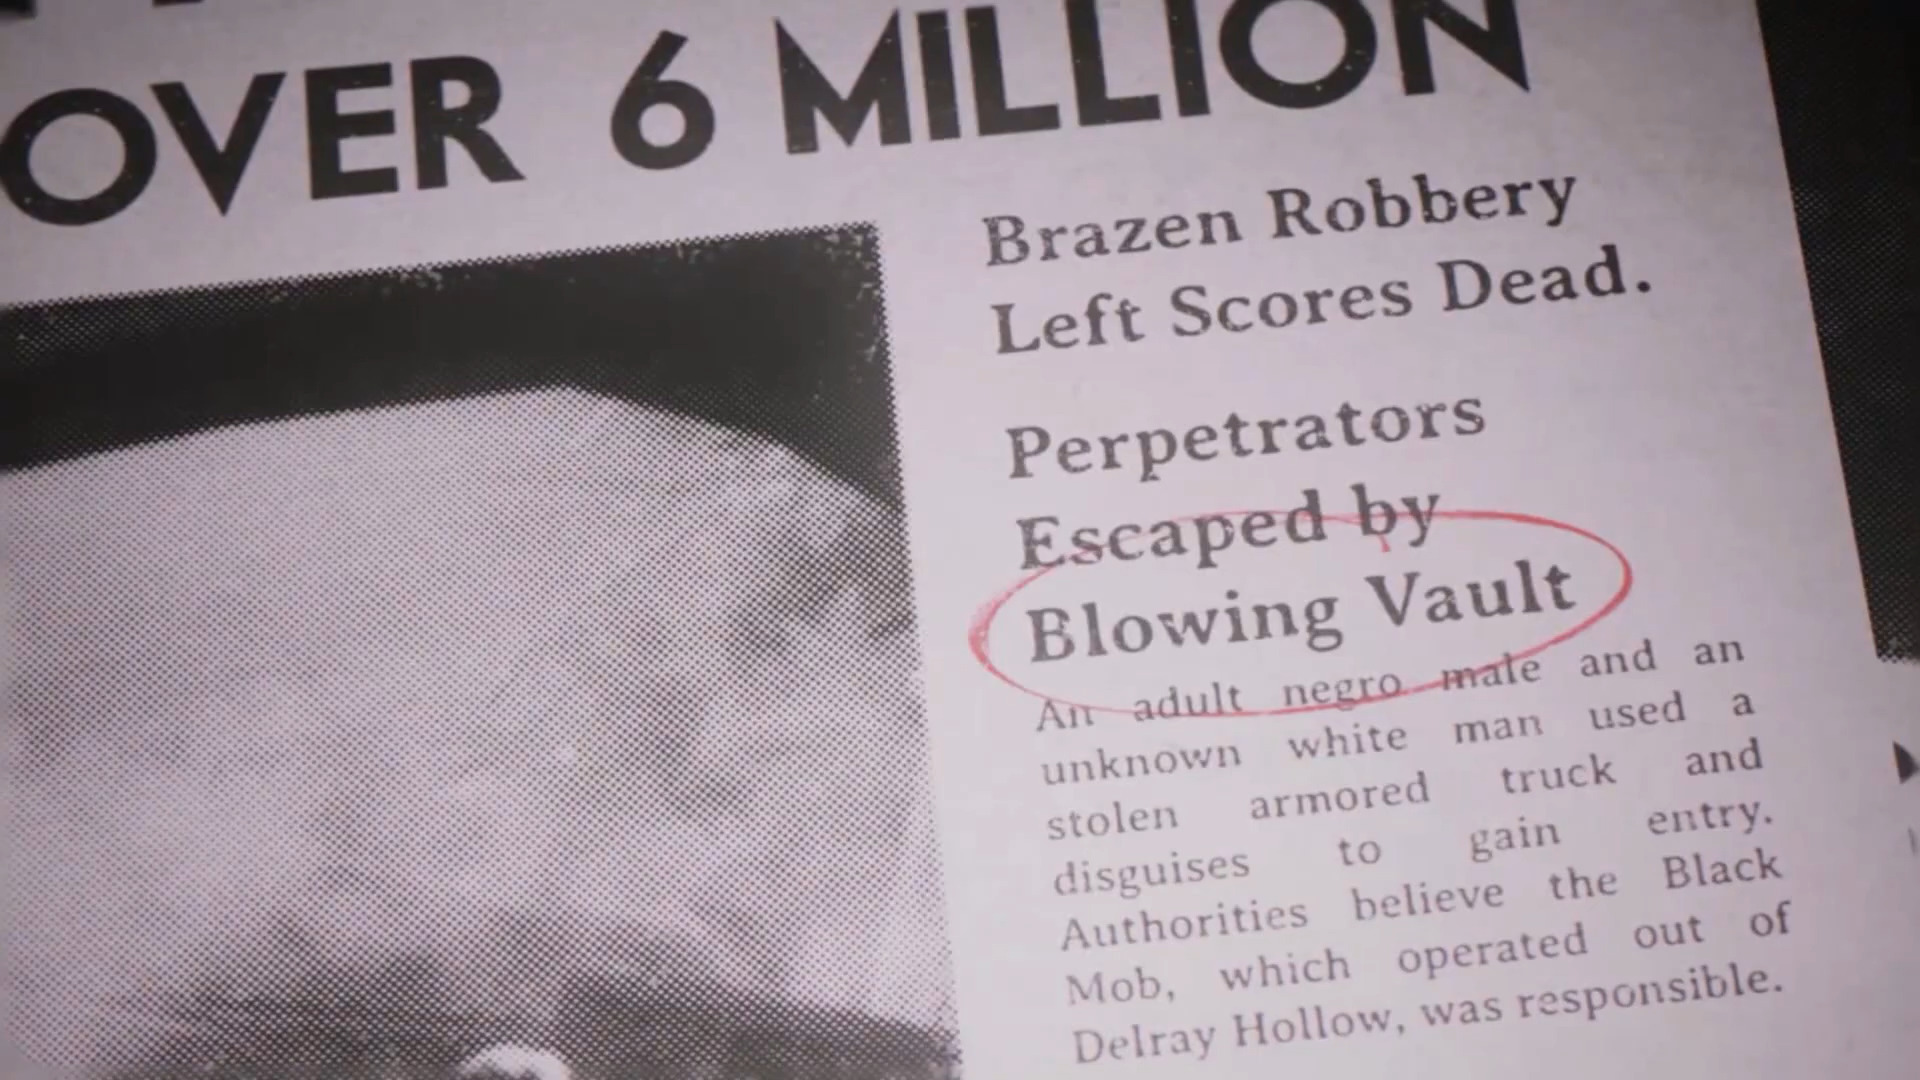 OVER 6 MILLION
Brazen Robbery
Left Scores Dead.
Perpetrators
Escaped by
Blowing Vault
An adult negro male and an
unknown white man used a
stolen armored truck and
disguises to gain entry.
Authorities believe the Black
Mob, which operated out of
Delray Hollow, was responsible.